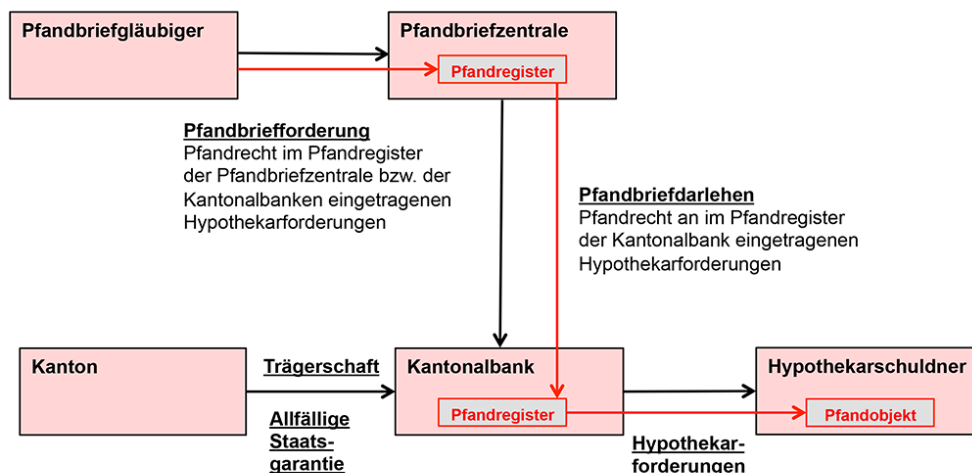 Pfandbriefgläubiger
Pfandbriefzentrale
Pfandregister
Pfandbriefforderung
Pfandrecht im Pfandregister
der Pfandbriefzentrale bzw. der
Kantonalbanken eingetragenen
Hypothekarforderungen
Pfandbriefdarlehen
Pfandrecht an im Pfandregister
der Kantonalbank eingetragenen
Hypothekarforderungen
Kanton
Trägerschaft
Allfällige
Staats-
garantie
Kantonalbank
Pfandregister
Hypothekar-
forderungen
Hypothekarschuldner
Pfandobjekt